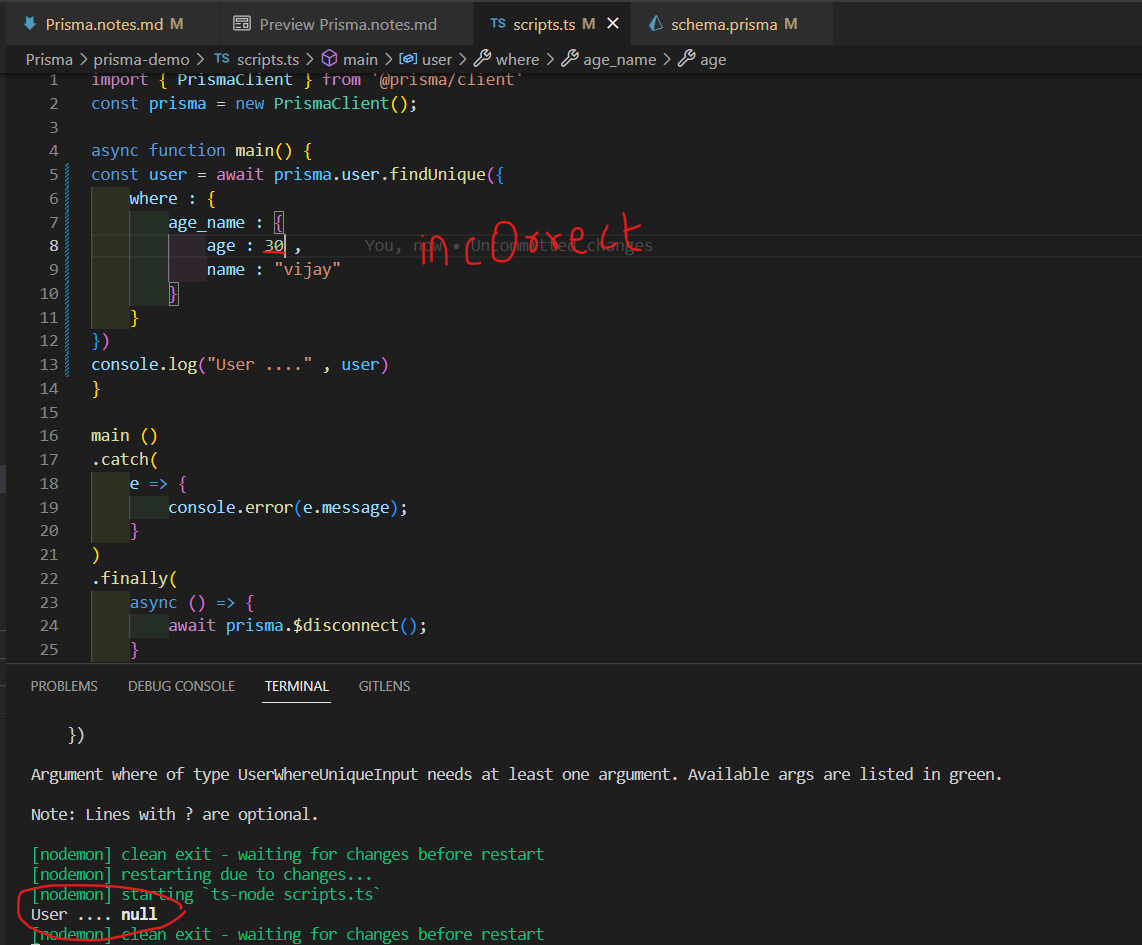 Prisma.notes.md M
Preview Prisma.notes.md
TS scripts.ts M
schema.prisma M
Prisma > prisma-demo > TS scripts.ts > main > user > where > age_name > age
1 import { PrismaClient } from '@prisma/client'
2 const prisma = new PrismaClient();
3
4 async function main() {
5 const user = await prisma.user.findUnique({
6 where : {
7 age_name : {
8 age : 30 , You, now • Uncommitted changes
incorrect
9 name : "vijay"
10 }
11 }
12 })
13 console.log("User ...." , user)
14 }
15
16 main ()
17 .catch(
18 e => {
19 console.error(e.message);
20 }
21 )
22 .finally(
23 async () => {
24 await prisma.$disconnect();
25 }
PROBLEMS DEBUG CONSOLE TERMINAL GITLENS
})
Argument where of type UserWhereUniqueInput needs at least one argument. Available args are listed in green.
Note: Lines with ? are optional.
[nodemon] clean exit - waiting for changes before restart
[nodemon] restarting due to changes...
[nodemon] starting `ts-node scripts.ts`
User .... null
[nodemon] clean exit - waiting for changes before restart